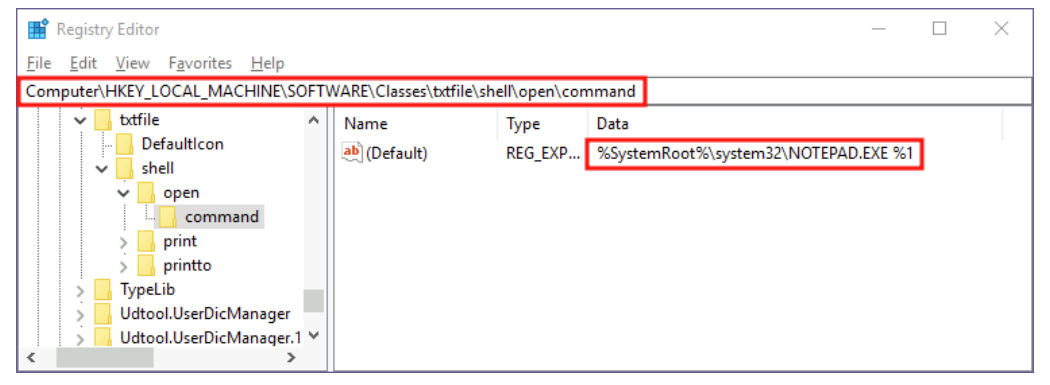 Registry Editor
File Edit View Favorites Help
Computer\HKEY_LOCAL_MACHINE\SOFTWARE\Classes\txtfile\shell\open\command
txtfile
DefaultIcon
shell
open
command
print
printto
TypeLib
Udtool.UserDicManager
Udtool.UserDicManager.1
Name Type Data
ab (Default) REG_EXP... %SystemRoot%\system32\NOTEPAD.EXE %1